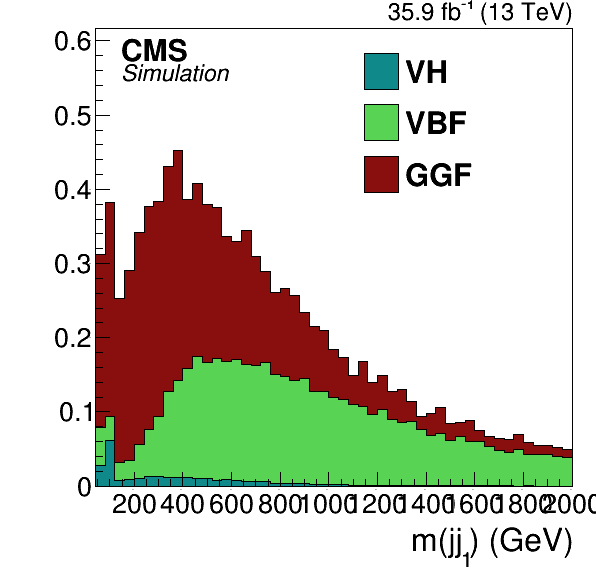 35.9 fb⁻¹ (13 TeV)
CMS
Simulation
VH
VBF
GGF
0.6
0.5
0.4
0.3
0.2
0.1
0
200 400 600 800 1000 1200 1400 1600 1800 2000
m(jj₁) (GeV)